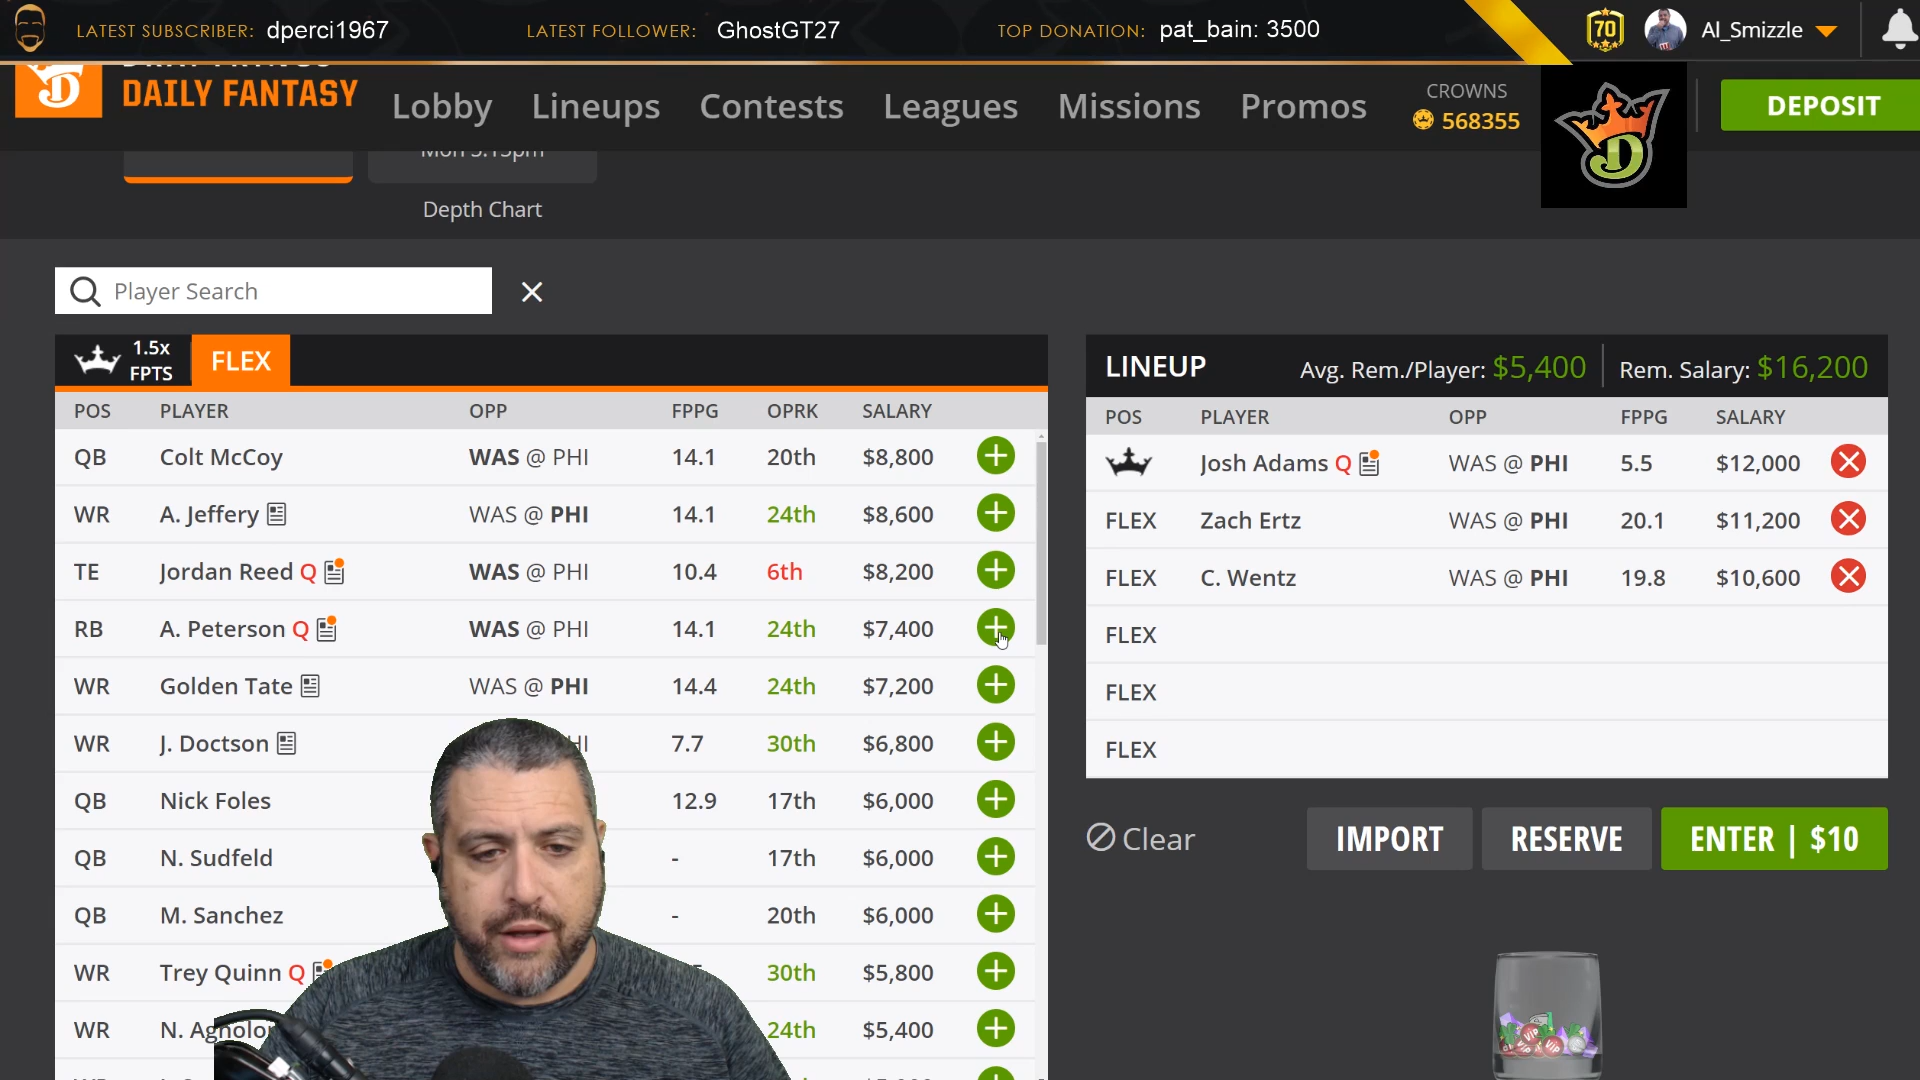 LATEST SUBSCRIBER: dperci1967 LATEST FOLLOWER: GhostGT27 TOP DONATION: pat_bain: 3500 70 Al_Smizzle
DAILY FANTASY Lobby Lineups Contests Leagues Missions Promos CROWNS 568355 DEPOSIT
Depth Chart
Player Search
1.5x FPTS FLEX
POS PLAYER OPP FPPG OPRK SALARY
QB Colt McCoy WAS @ PHI 14.1 20th $8,800
WR A. Jeffery WAS @ PHI 14.1 24th $8,600
TE Jordan Reed Q WAS @ PHI 10.4 6th $8,200
RB A. Peterson Q WAS @ PHI 14.1 24th $7,400
WR Golden Tate WAS @ PHI 14.4 24th $7,200
WR J. Doctson HI 7.7 30th $6,800
QB Nick Foles 12.9 17th $6,000
QB N. Sudfeld - 17th $6,000
QB M. Sanchez - 20th $6,000
WR Trey Quinn Q 30th $5,800
WR N. 24th $5,400
LINEUP Avg. Rem./Player: $5,400 Rem. Salary: $16,200
POS PLAYER OPP FPPG SALARY
Josh Adams Q WAS @ PHI 5.5 $12,000
FLEX Zach Ertz WAS @ PHI 20.1 $11,200
FLEX C. Wentz WAS @ PHI 19.8 $10,600
FLEX
FLEX
FLEX
Clear IMPORT RESERVE ENTER | $10